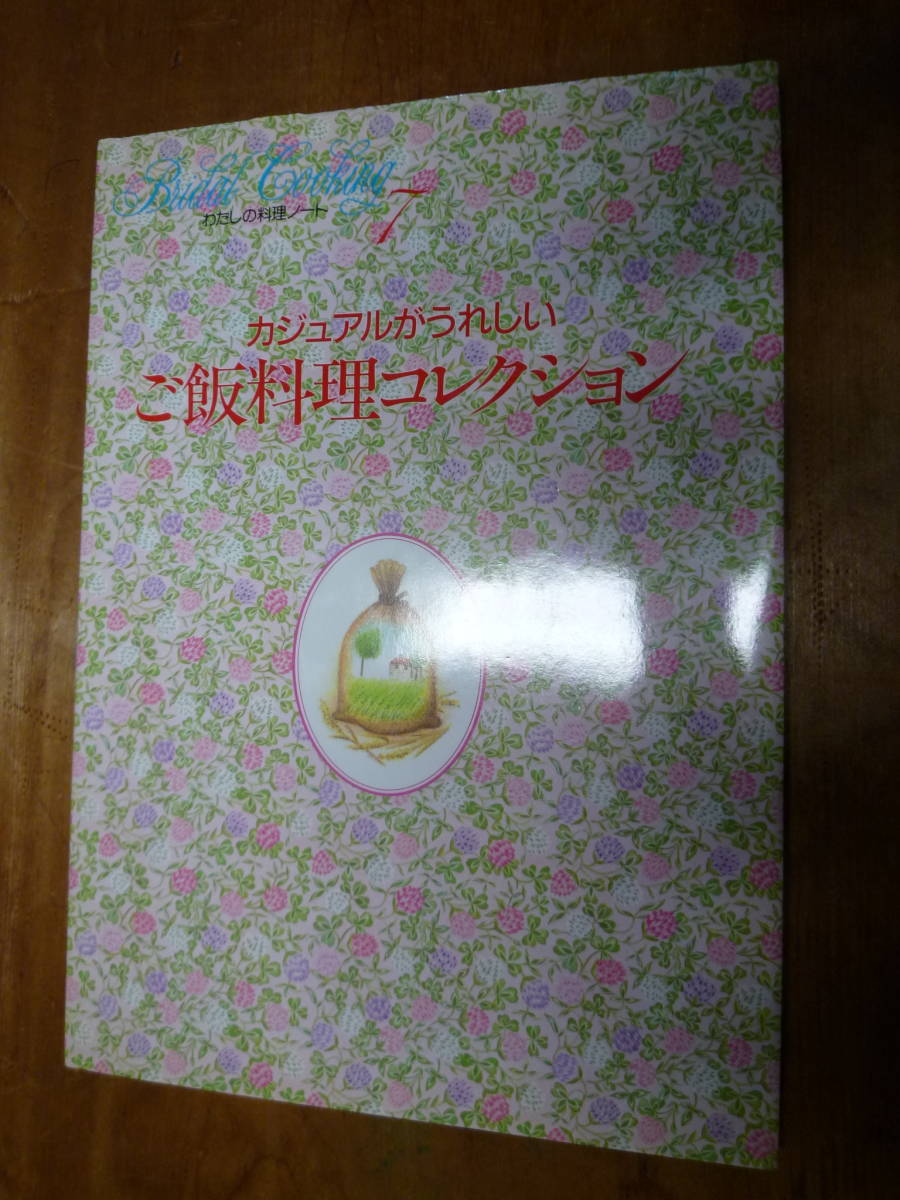 Bridal Cooking 7
わたしの料理ノート
カジュアルがうれしい
ご飯料理コレクション